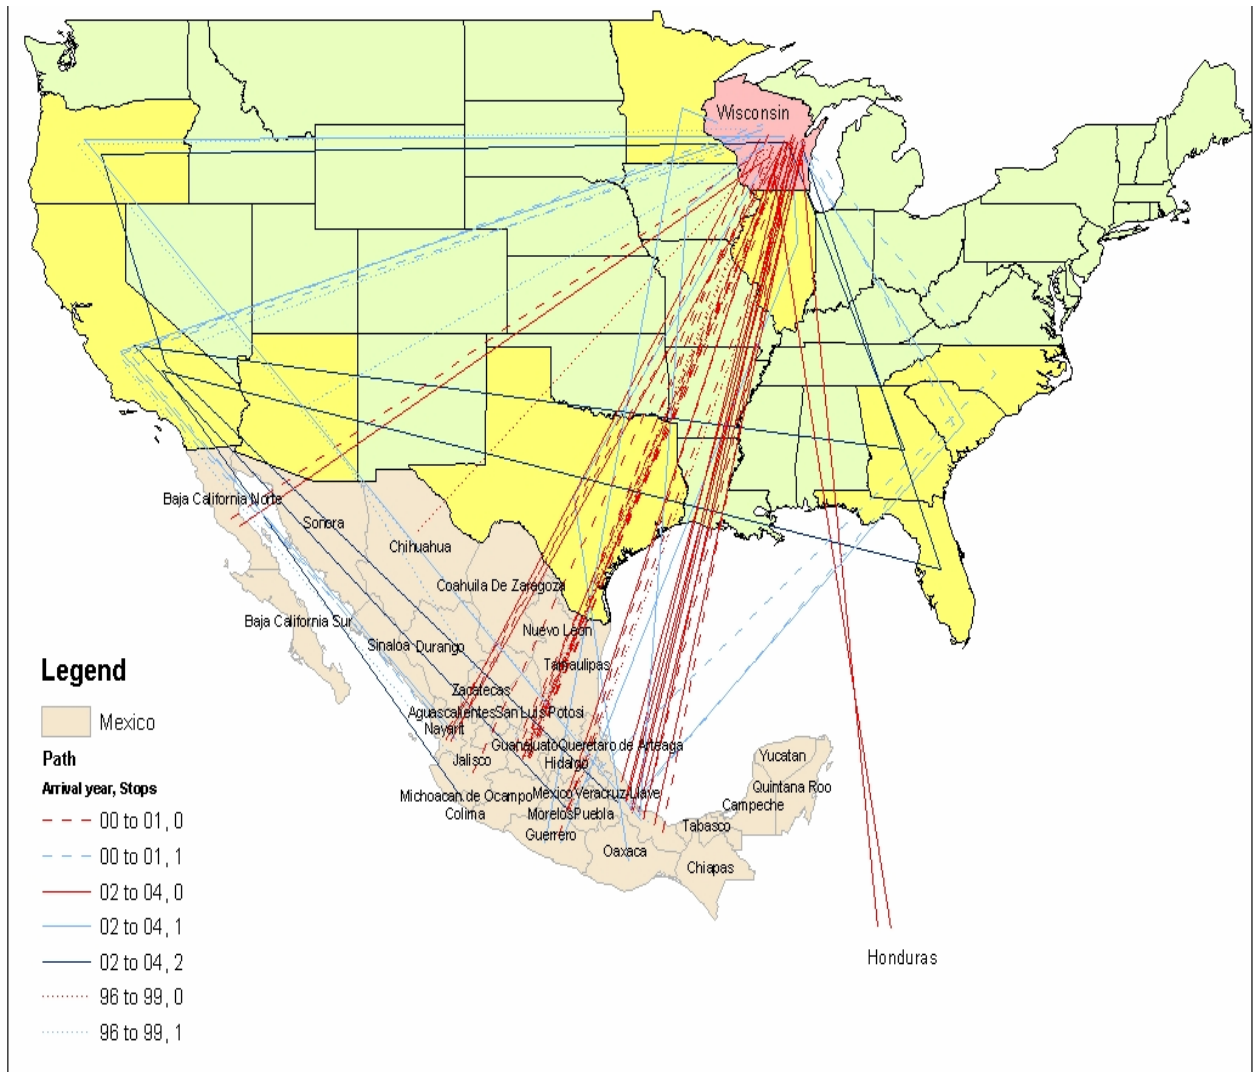 Wisconsin
Baja California Norte
Sonora
Chihuahua
Coahuila De Zaragoza
Baja California Sur
Nuevo Leon
Sinaloa
Durango
Tamaulipas
Zacatecas
Aguascalientes
San Luis Potosi
Nayarit
Guanajuato
Queretaro de Arteaga
Jalisco
Hidalgo
Yucatan
Quintana Roo
Michoacan de Ocampo
Mexico
Veracruz-Llave
Campeche
Colima
Morelos
Puebla
Tabasco
Guerrero
Oaxaca
Chiapas
Honduras
Legend
Mexico
Path
Arrival year, Stops
00 to 01, 0
00 to 01, 1
02 to 04, 0
02 to 04, 1
02 to 04, 2
96 to 99, 0
96 to 99, 1